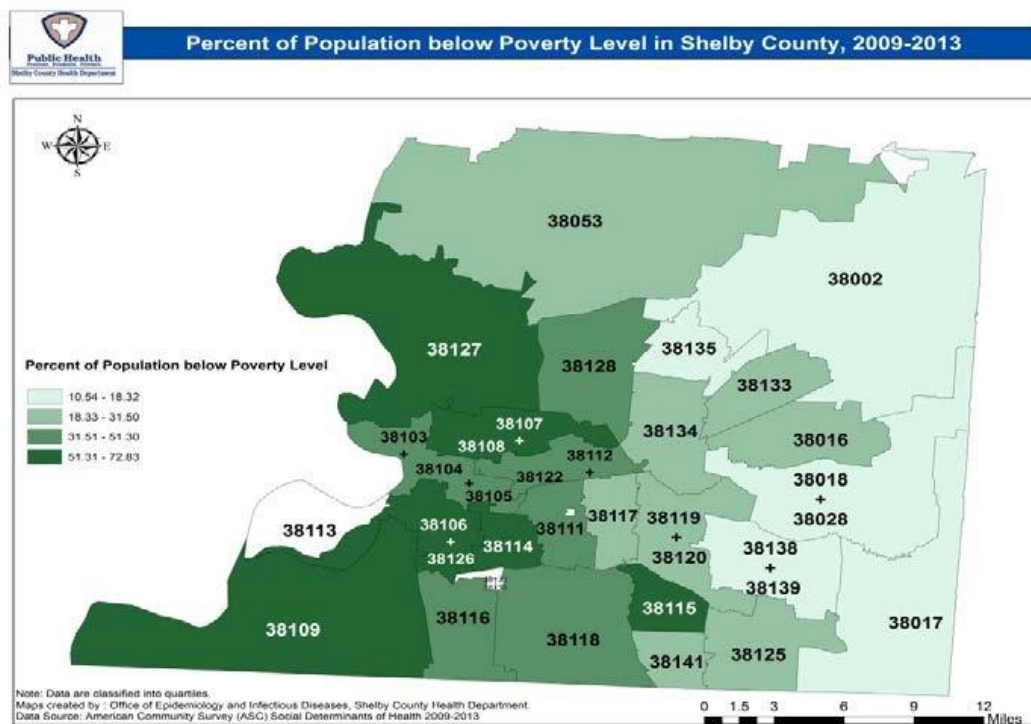 Public Health
Shelby County Health Department
Percent of Population below Poverty Level in Shelby County, 2009-2013
N
W E
S
38053
38002
38127
38135
38128
38133
Percent of Population below Poverty Level
10.54 - 18.32
18.33 - 31.50
31.51 - 51.30
51.31 - 72.83
38107
38103
38108
38134
38016
38112
38104
38122
38018
38105
38028
38113
38106
38111
38117
38119
38126
38114
38120
38138
38139
38115
38116
38109
38118
38017
38141
38125
Note: Data are classified into quartiles.
Maps created by : Office of Epidemiology and Infectious Diseases, Shelby County Health Department.
Data Source: American Community Survey (ASC) Social Determinants of Health 2009-2013
0 1.5 3 6 9 12
Miles